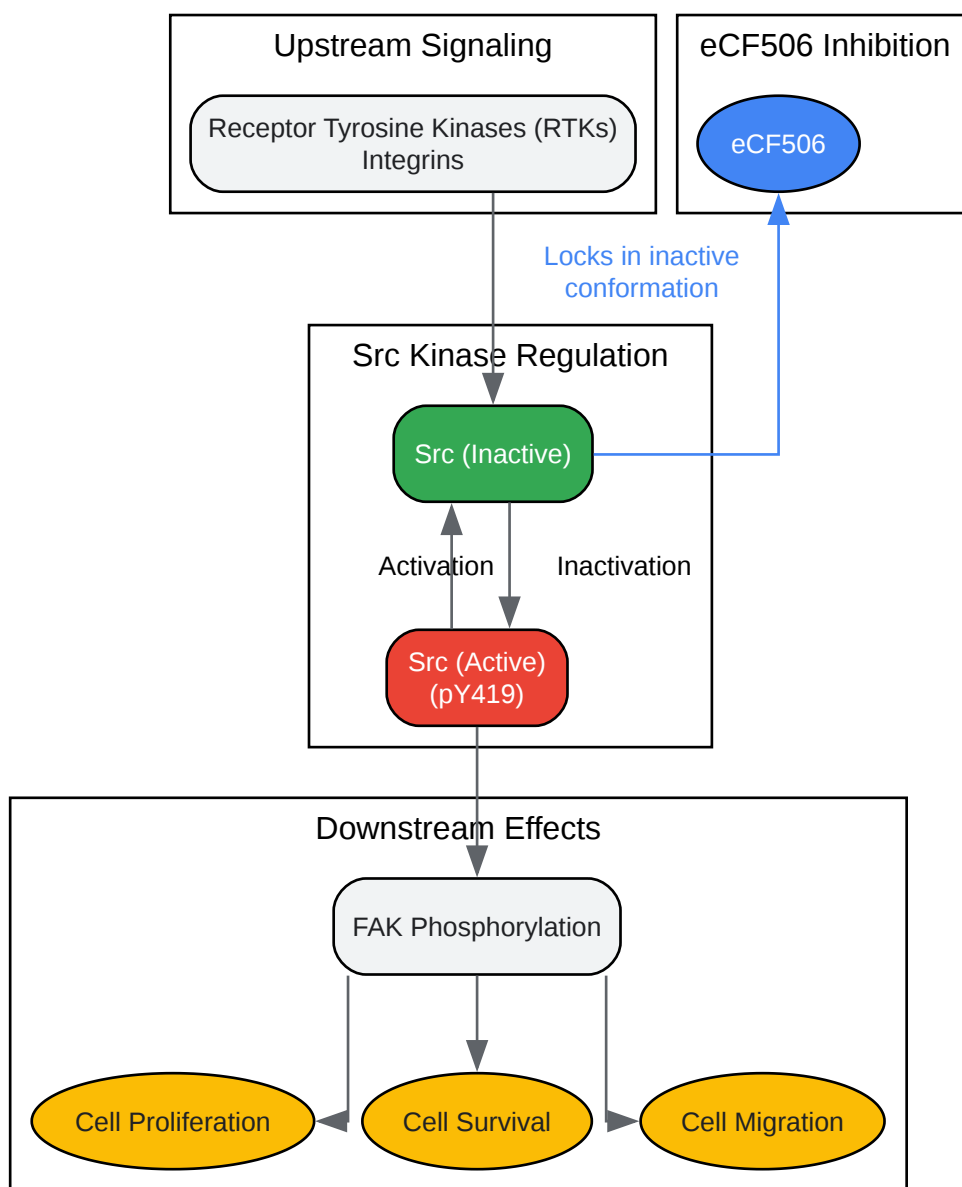 Upstream Signaling
eCF506 Inhibition
Receptor Tyrosine Kinases (RTKs)
Integrins
eCF506
Locks in inactive
conformation
Src Kinase Regulation
Src (Inactive)
Activation
Inactivation
Src (Active)
(pY419)
Downstream Effects
FAK Phosphorylation
Cell Proliferation
Cell Survival
Cell Migration